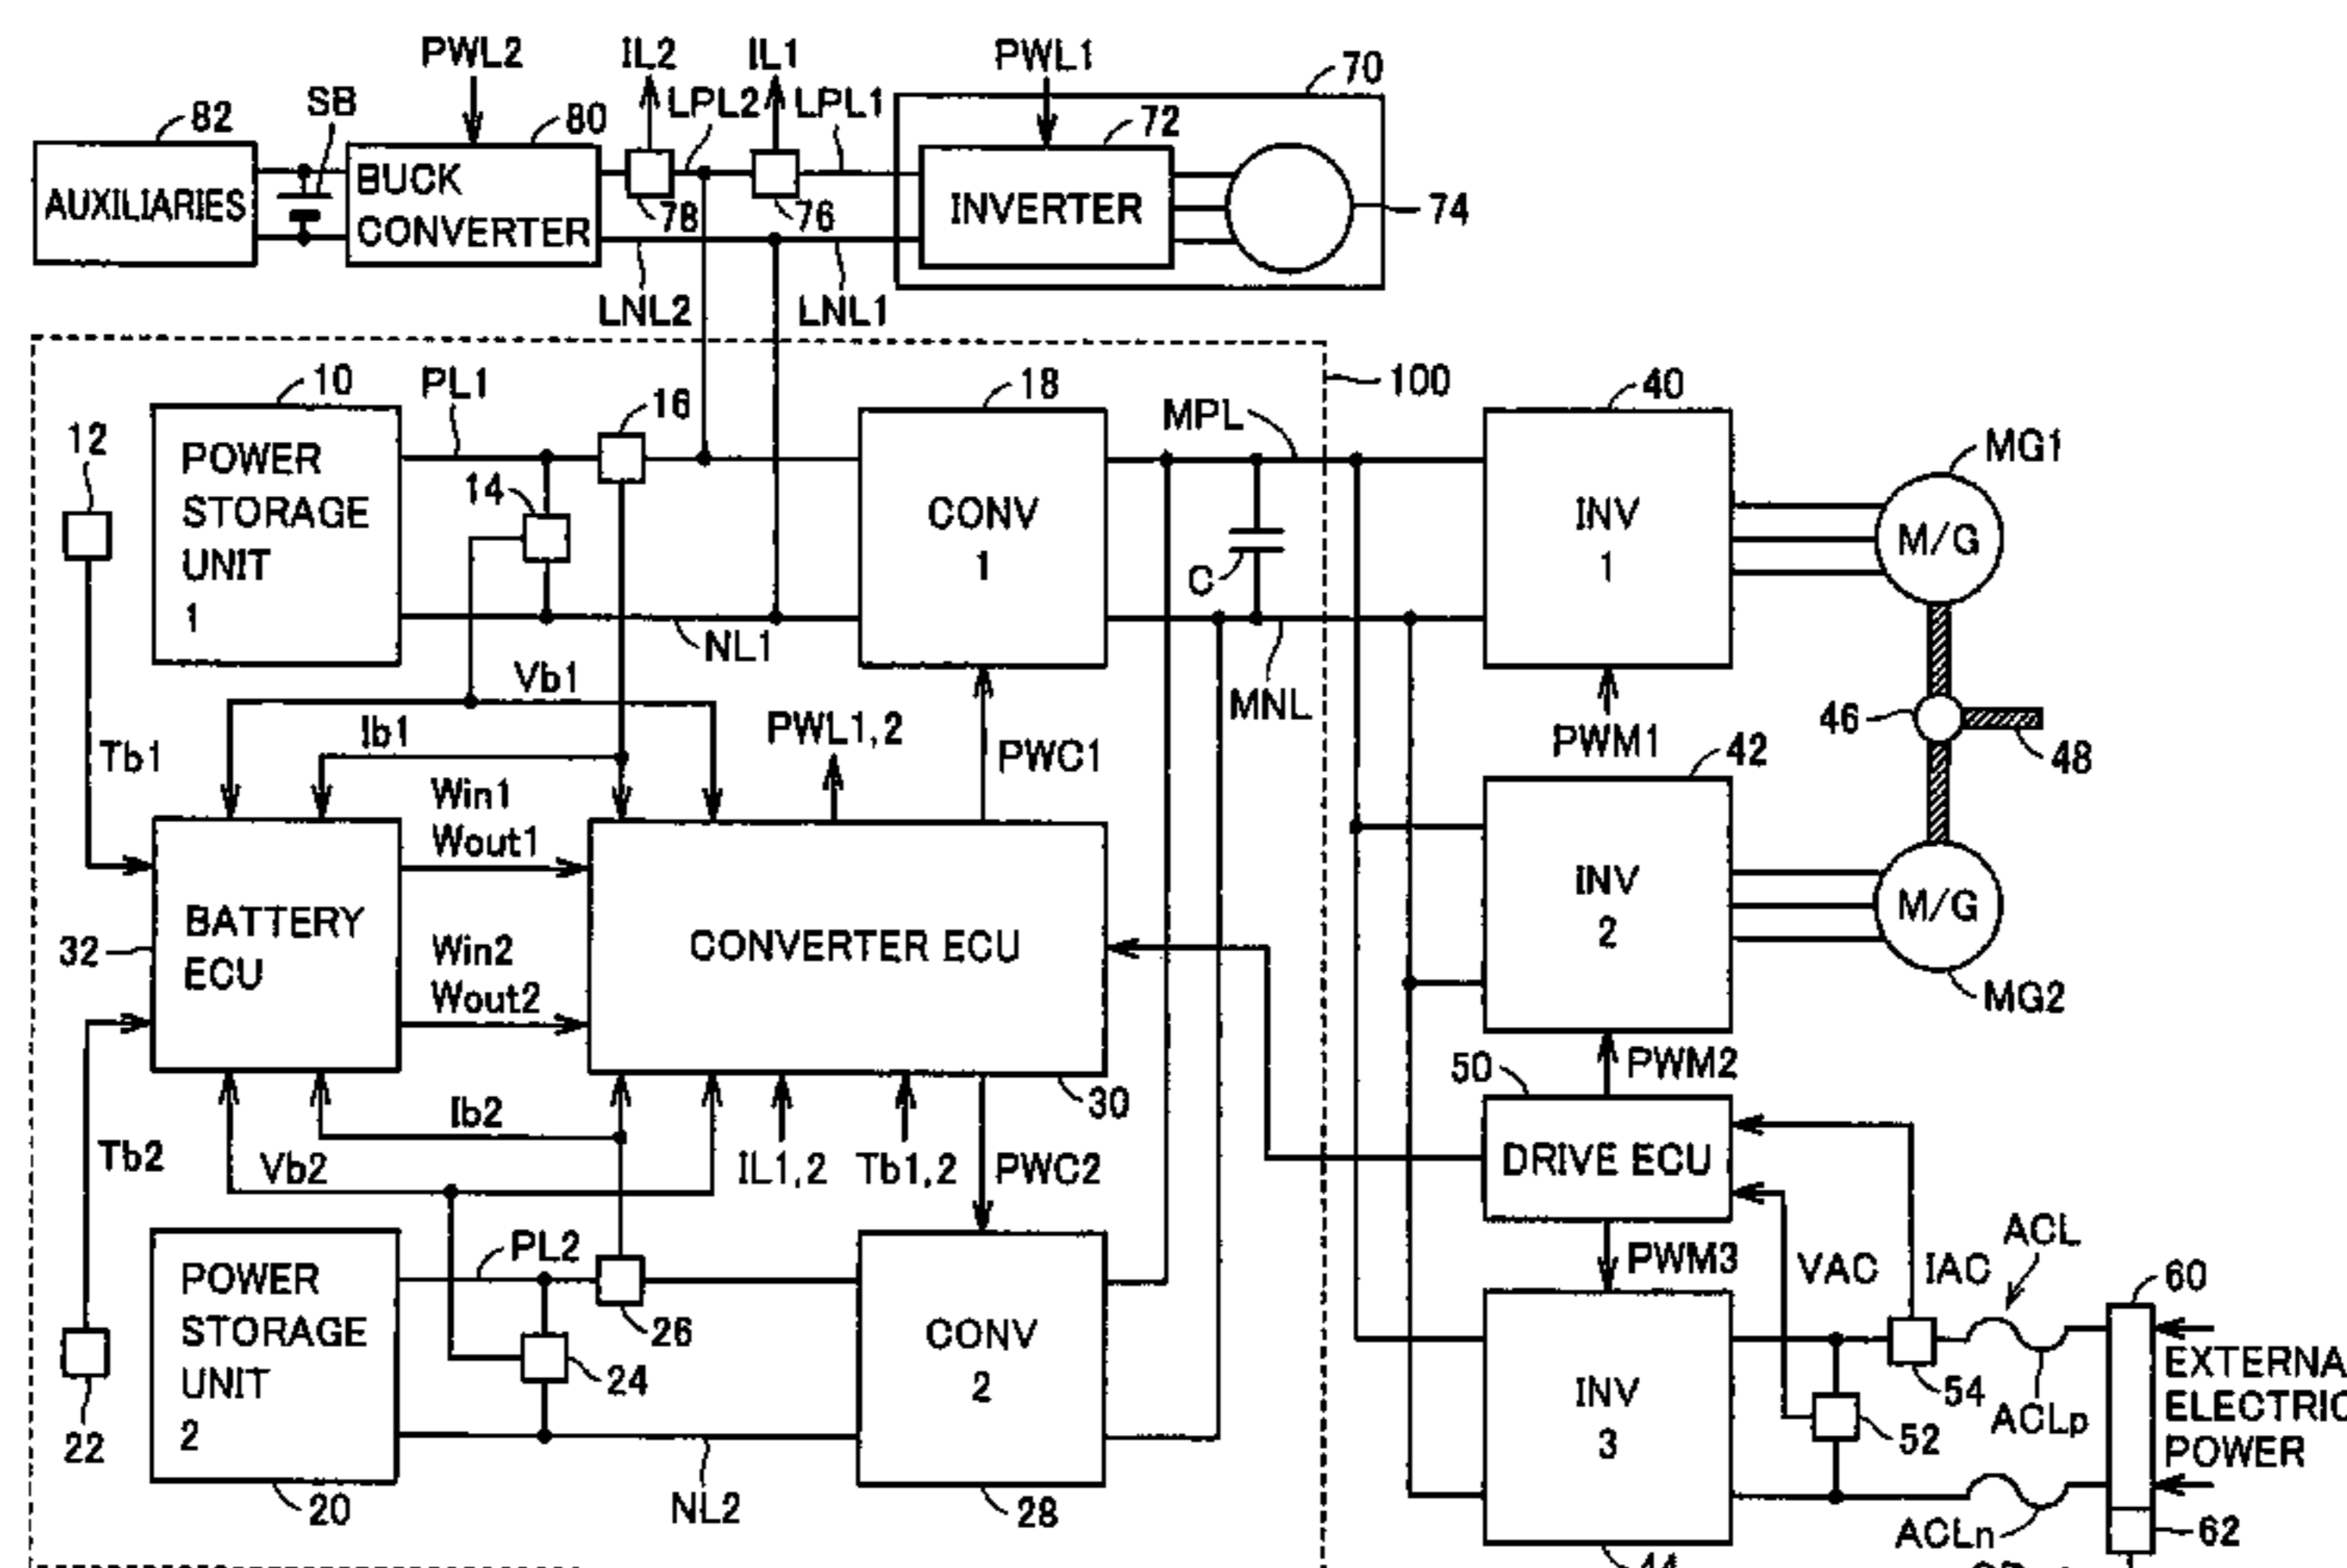 PWL2 IL2 IL1 PWL1 70
82 SB 80 LPL2 LPL1 72
AUXILIARIES
BUCK
CONVERTER
78 76
INVERTER
74
LNL2 LNL1
10 PL1 16 18 MPL 100 40
12
POWER
STORAGE
UNIT
1
14
CONV
1
C
INV
1
MG1
M/G
NL1
MNL
Vb1
Ib1
Tb1
PWL1,2
PWC1
PWM1
46
48
42
Win1
Wout1
Win2
Wout2
32
BATTERY
ECU
CONVERTER ECU
30
INV
2
M/G
MG2
PWM2
50
DRIVE ECU
PWM3
Tb2
Ib2
Vb2
IL1,2 Tb1,2 PWC2
VAC IAC ACL
60
PL2
POWER
STORAGE
UNIT
2
22
20
26
24
NL2
CONV
2
28
INV
3
54
52
ACLp
ACLn
EXTERNA
ELECTRIC
POWER
62